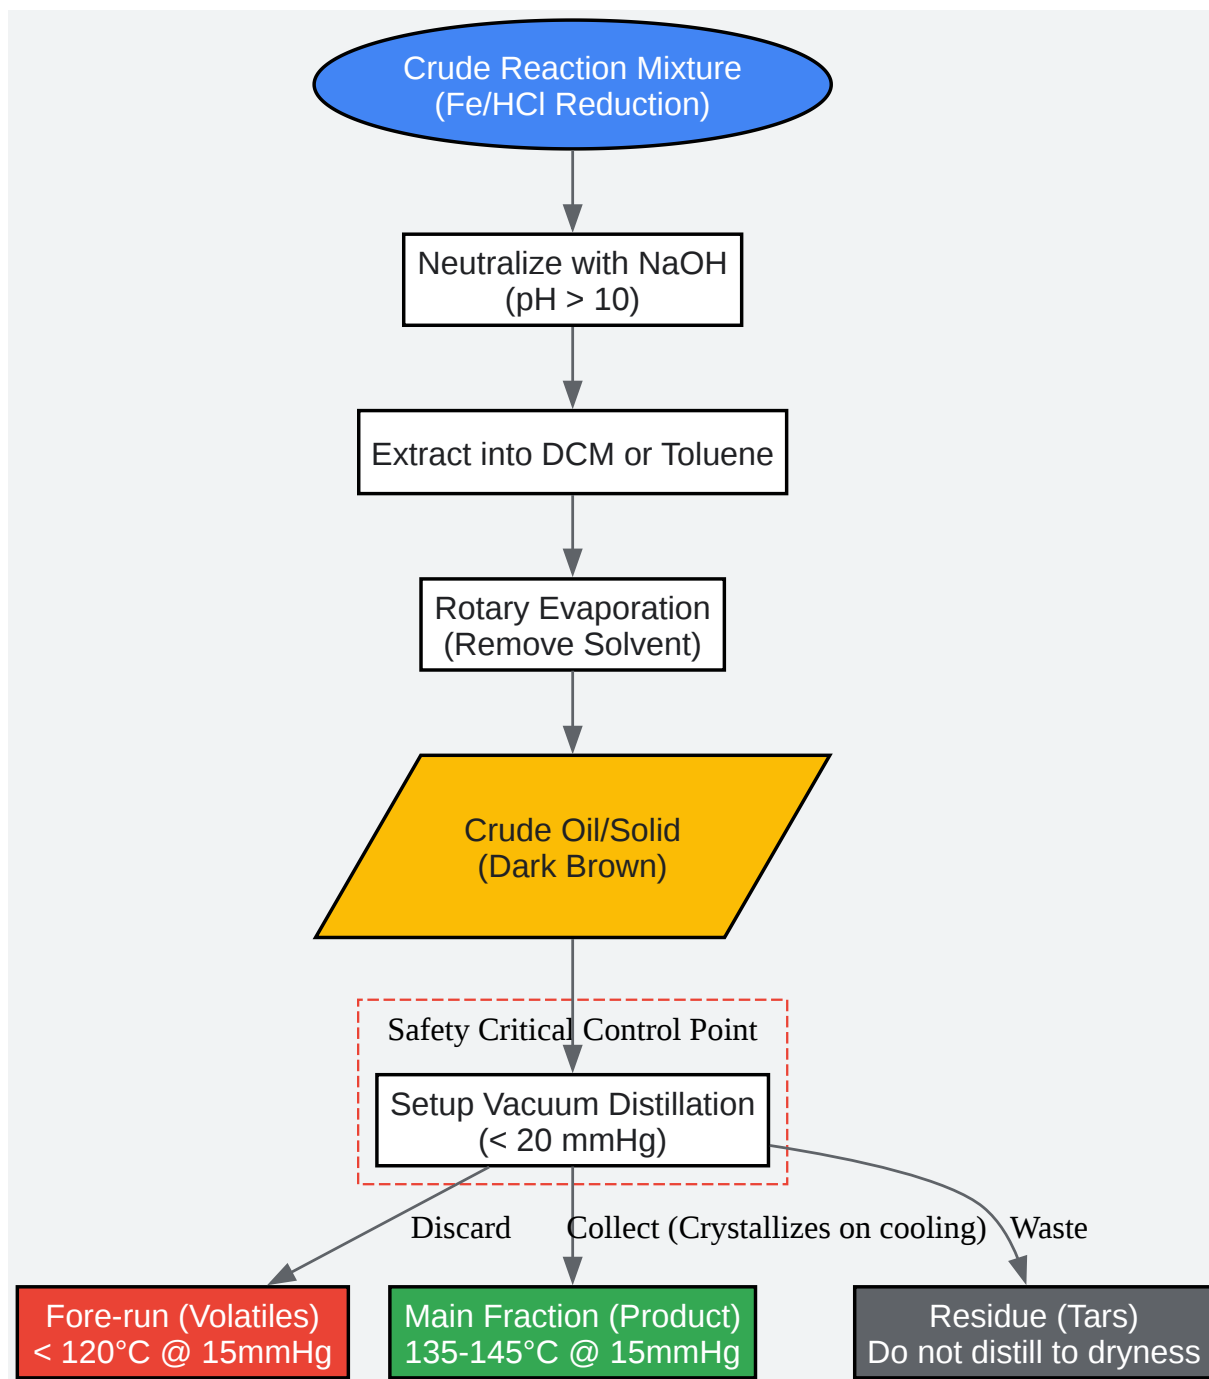 Crude Reaction Mixture
(Fe/HCl Reduction)
Neutralize with NaOH
(pH > 10)
Extract into DCM or Toluene
Rotary Evaporation
(Remove Solvent)
Crude Oil/Solid
(Dark Brown)
Safety Critical Control Point
Setup Vacuum Distillation
(< 20 mmHg)
Discard
Collect (Crystallizes on cooling)
Waste
Fore-run (Volatiles)
< 120°C @ 15mmHg
Main Fraction (Product)
135-145°C @ 15mmHg
Residue (Tars)
Do not distill to dryness